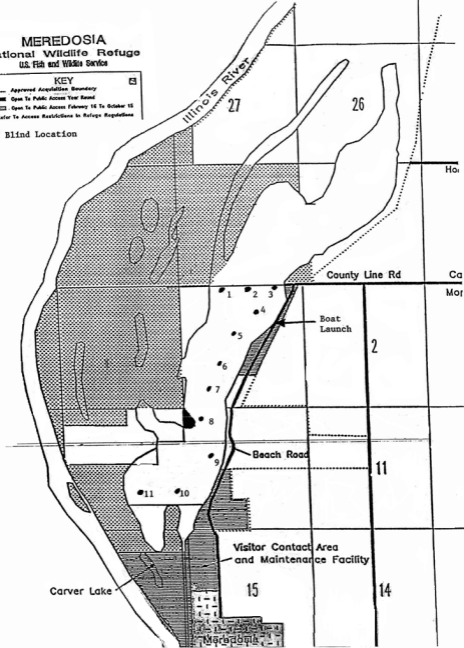 MEREDOSIA
ational Wildlife Refuge
U.S. Fish and Wildlife Service
KEY
Approved Acquisition Boundary
Open To Public Access Year Round
Open To Public Access February 16 To October 15
efer To Access Restrictions In Refuge Regulations
Blind Location
Illinois River
27
26
Ho
County Line Rd
Ca
Mor
1
2
3
4
Boat
Launch
5
2
6
7
8
Beach Road
9
11
11
10
Visitor Contact Area
and Maintenance Facility
Carver Lake
15
14
Meredosia